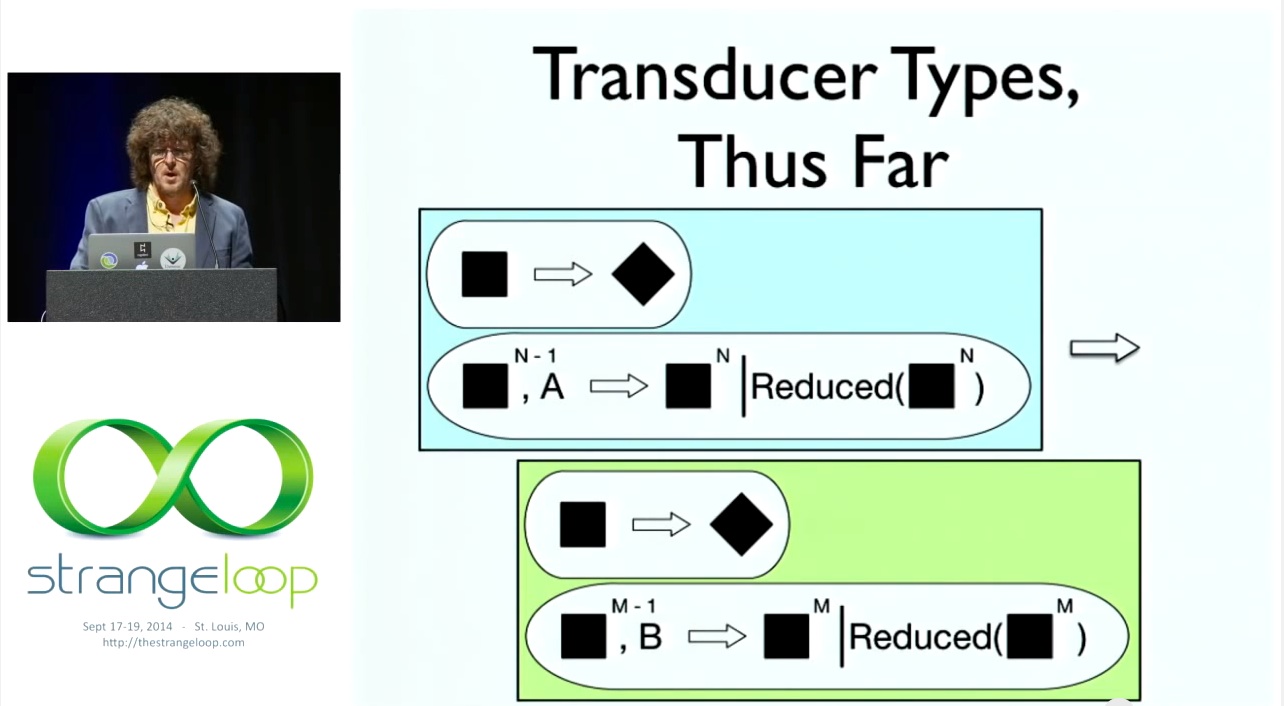 Transducer Types,
Thus Far
N - 1
N
N
, A
Reduced( )
M - 1
M
M
, B
Reduced( )
strangeloop
Sept 17-19, 2014 - St. Louis, MO
http://thestrangeloop.com